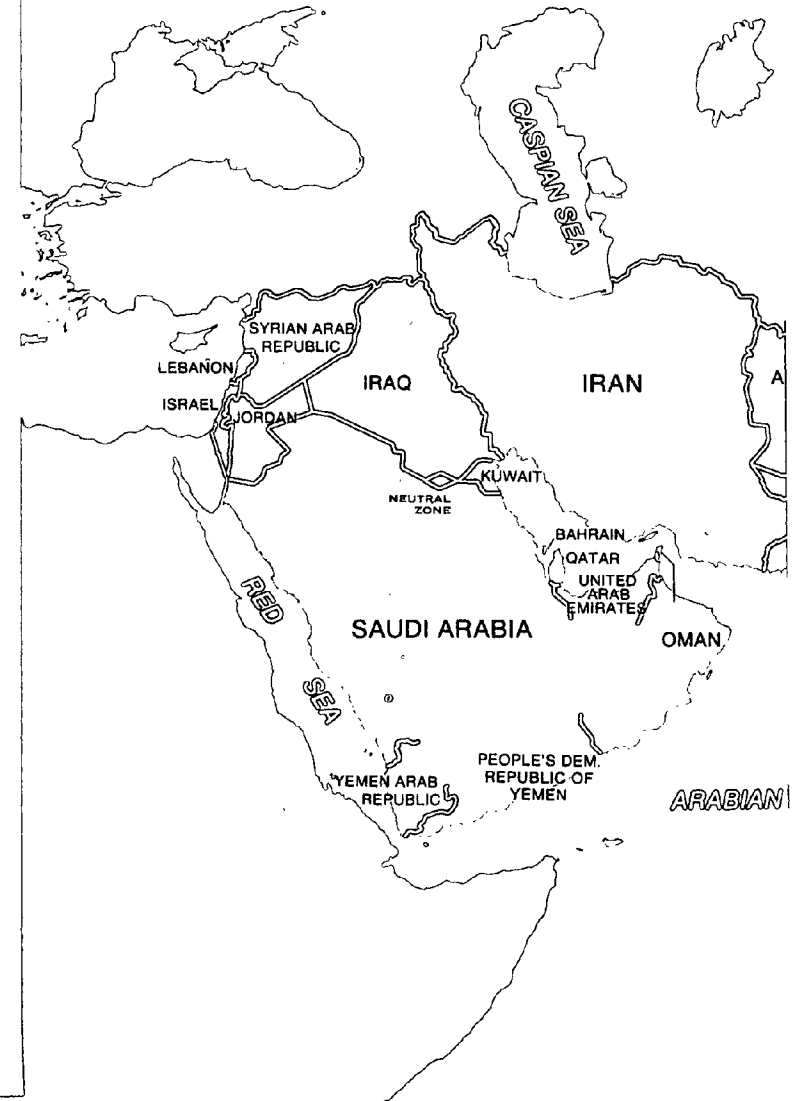 CASPIAN SEA
SYRIAN ARAB
REPUBLIC
LEBANON
IRAQ
IRAN
A
ISRAEL
JORDAN
KUWAIT
NEUTRAL
ZONE
BAHRAIN
QATAR
UNITED
ARAB
EMIRATES
RED
SEA
SAUDI ARABIA
OMAN
PEOPLE'S DEM.
REPUBLIC OF
YEMEN
YEMEN ARAB
REPUBLIC
ARABIAN